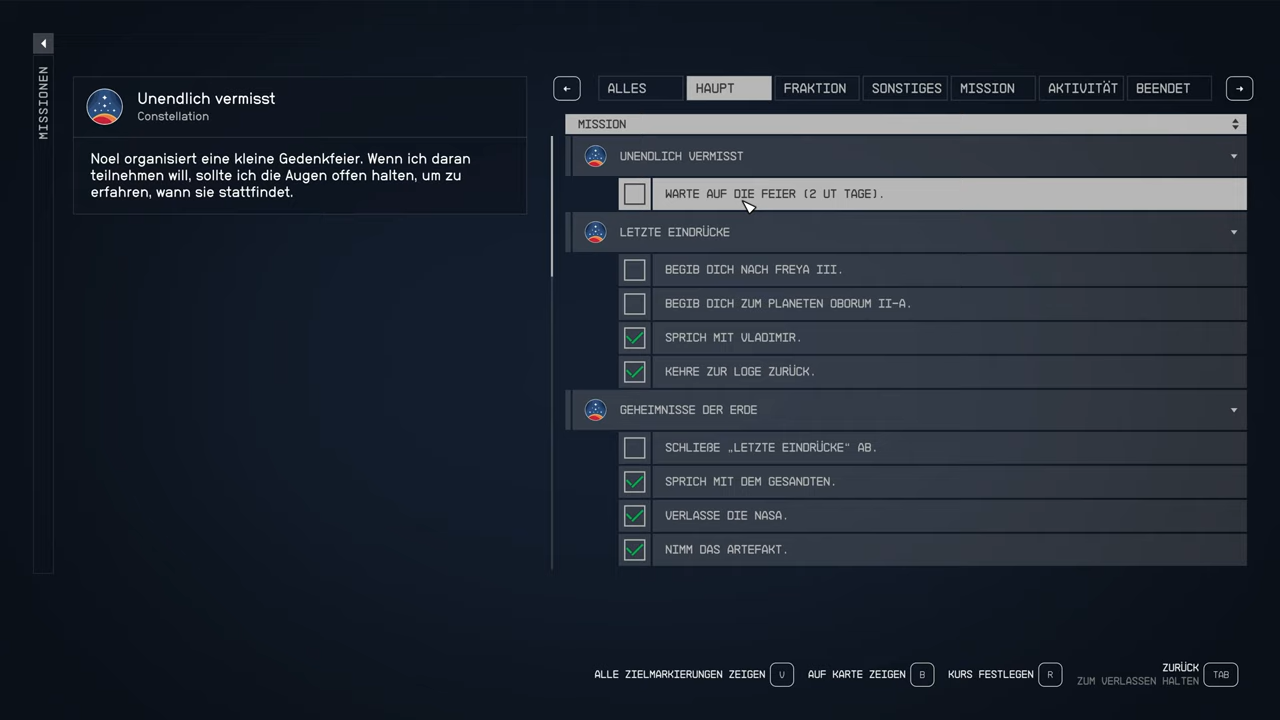 MISSIONEN
Unendlich vermisst
Constellation
Noel organisiert eine kleine Gedenkfeier. Wenn ich daran
teilnehmen will, sollte ich die Augen offen halten, um zu
erfahren, wann sie stattfindet.
ALLES
HAUPT
FRAKTION
SONSTIGES
MISSION
AKTIVITÄT
BEENDET
MISSION
UNENDLICH VERMISST
WARTE AUF DIE FEIER (2 UT TAGE).
LETZTE EINDRÜCKE
BEGIB DICH NACH FREYA III.
BEGIB DICH ZUM PLANETEN OBORUM II-A.
SPRICH MIT VLADIMIR.
KEHRE ZUR LOGE ZURÜCK.
GEHEIMNISSE DER ERDE
SCHLIEẞE „LETZTE EINDRÜCKE“ AB.
SPRICH MIT DEM GESANDTEN.
VERLASSE DIE NASA.
NIMM DAS ARTEFAKT.
ALLE ZIELMARKIERUNGEN ZEIGEN V
AUF KARTE ZEIGEN B
KURS FESTLEGEN R
ZURÜCK
ZUM VERLASSEN HALTEN
TAB